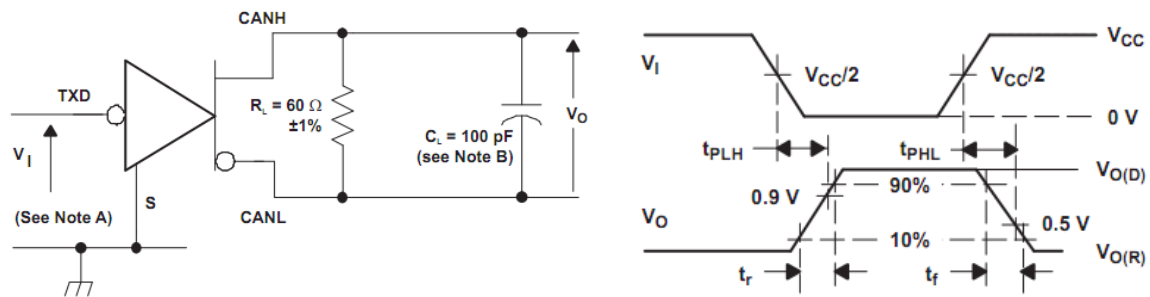 CANH
TXD
R_L = 60 Ω
±1%
C_L = 100 pF
(see Note B)
V_O
V_I
S
(See Note A)
CANL
V_I
V_CC
V_CC/2
V_CC/2
0 V
t_PLH
t_PHL
V_O(D)
90%
0.9 V
V_O
0.5 V
10%
V_O(R)
t_r
t_f